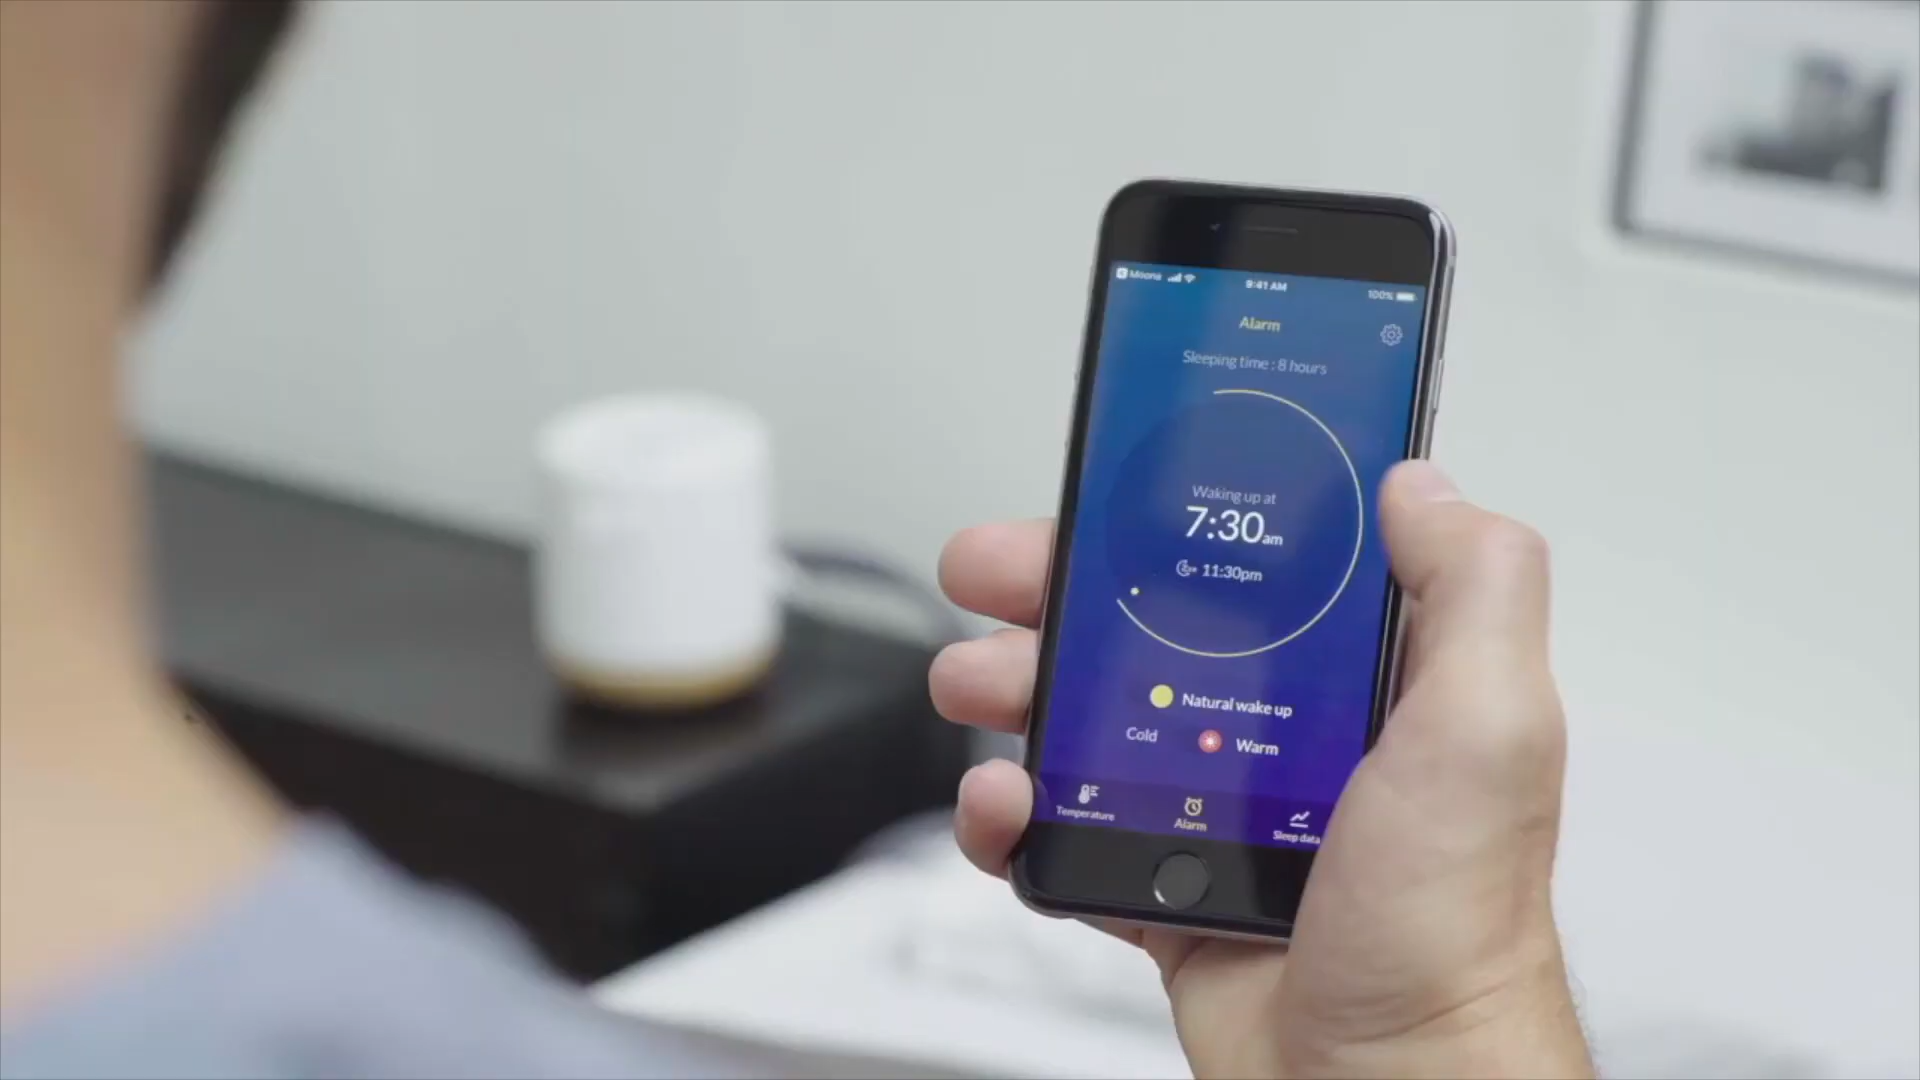 Moona 9:41 AM 100%
Alarm
Sleeping time : 8 hours
Waking up at
7:30am
11:30pm
Natural wake up
Cold Warm
Temperature Alarm Sleep data